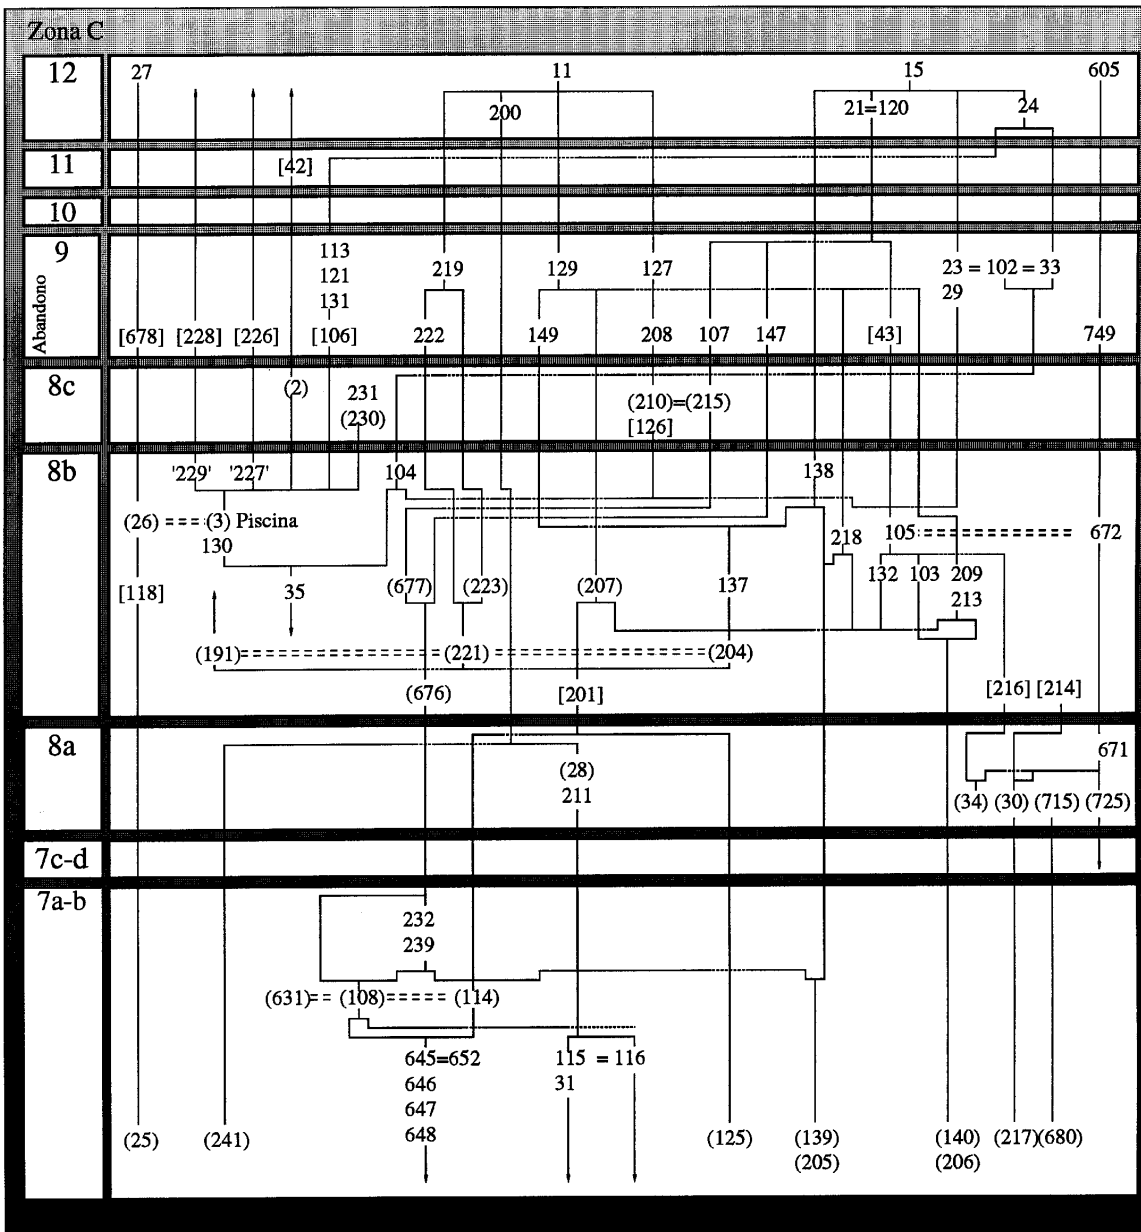 Zona C
12 27 11 15 605
200 21=120 24
11 [42]
10
9 Abandono
113 219 129 127 23 = 102 = 33
121 29
131
[678] [228] [226] [106] 222 149 208 107 147 [43] 749
8c (2) 231 (210)=(215)
(230) [126]
8b '229' '227' 104 138
(26) === (3) Piscina 105 ======== 672
130 218
[118] 35 (677) (223) (207) 137 132 103 209
213
(191)============(221)============(204)
(676) [201] [216] [214]
8a 671
(28)
211 (34) (30) (715) (725)
7c-d
7a-b
232
239
(631)== (108)===== (114)
645=652 115 = 116
646 31
647
648
(25) (241) (125) (139) (140) (217)(680)
(205) (206)